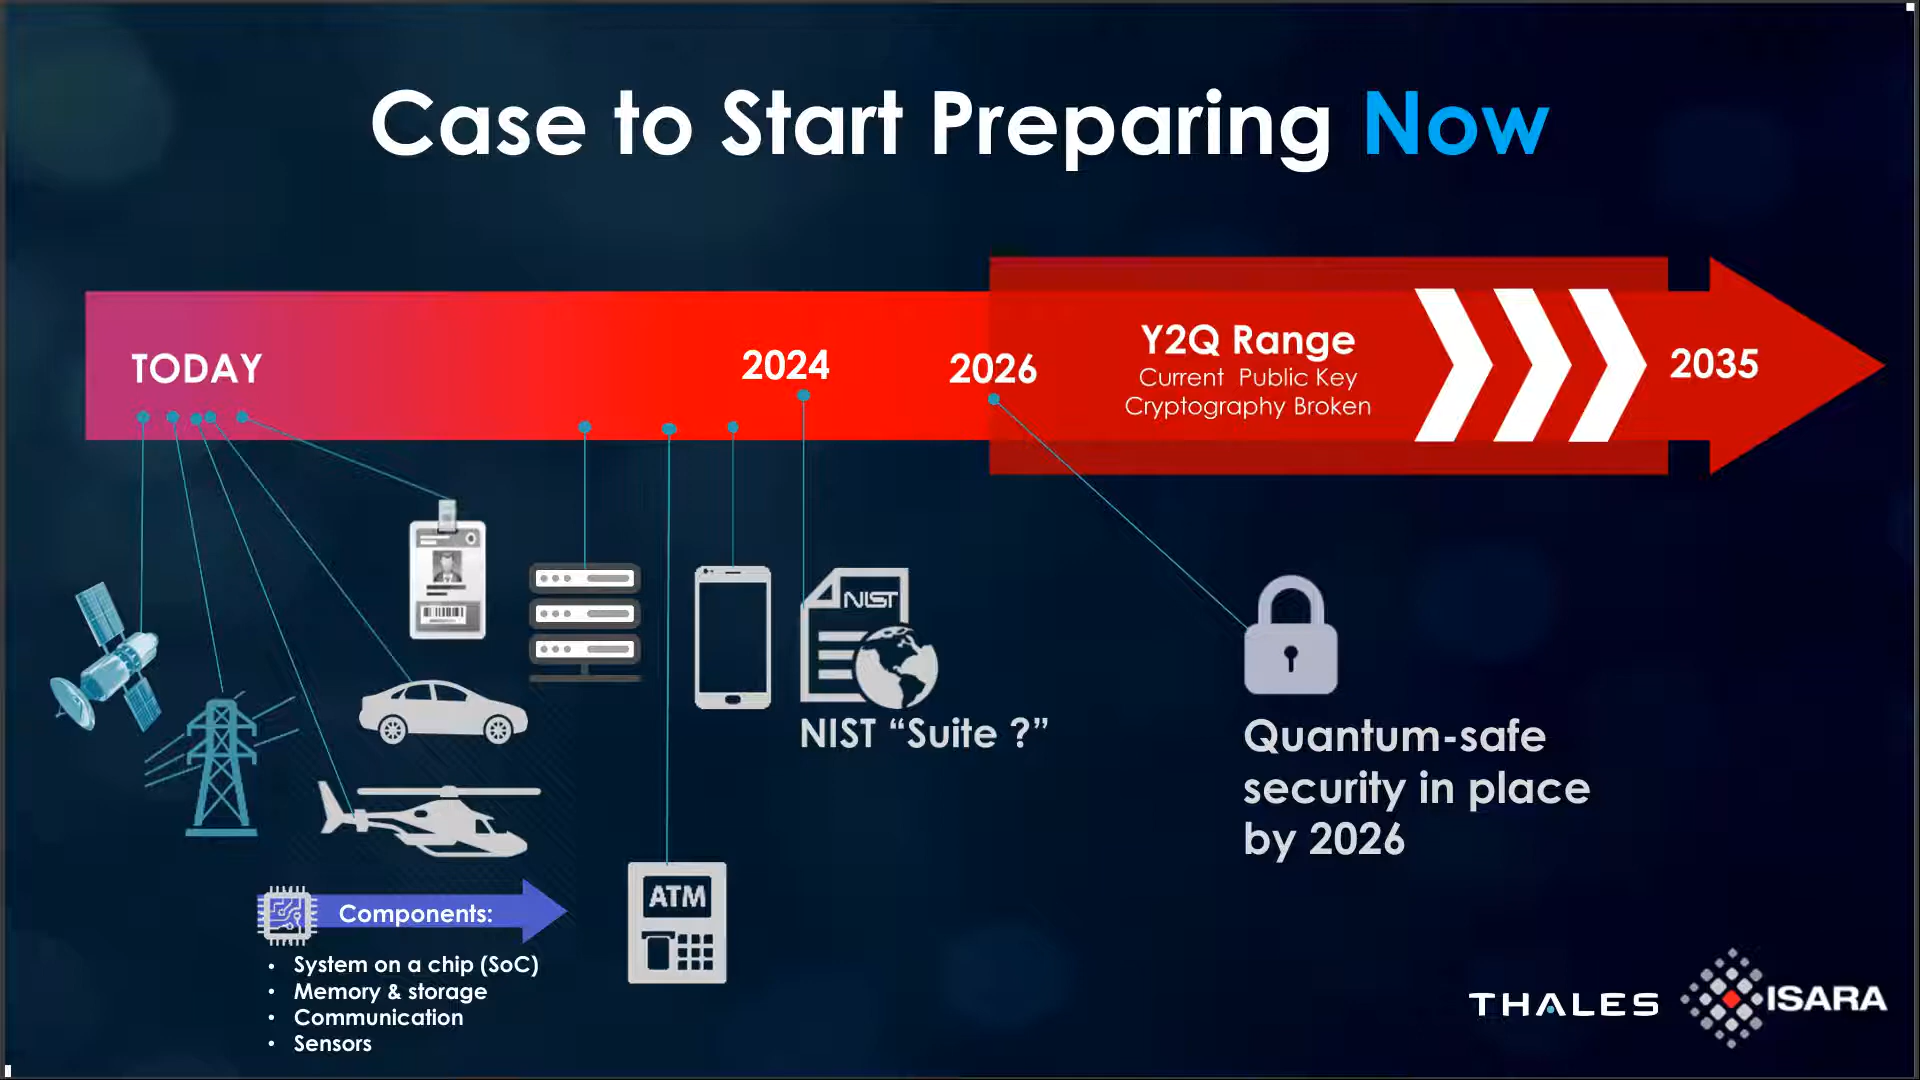 Case to Start Preparing Now
TODAY
2024
2026
Y2Q Range
Current Public Key
Cryptography Broken
2035
NIST
NIST “Suite ?”
Quantum-safe
security in place
by 2026
ATM
Components:
• System on a chip (SoC)
• Memory & storage
• Communication
• Sensors
THALES
ISARA